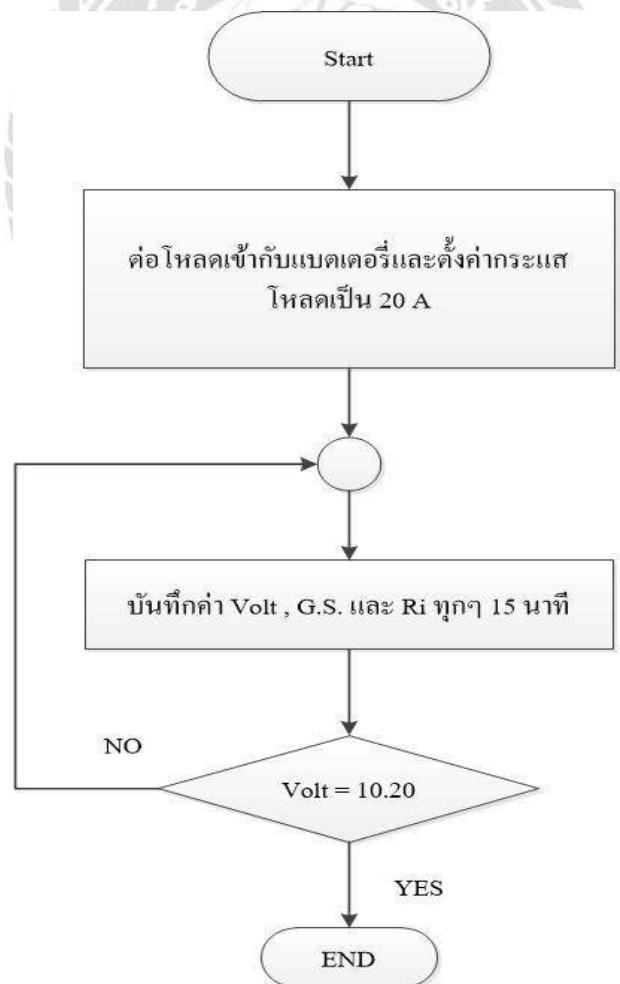 Start
ต่อโหลดเข้ากับแบตเตอรี่และตั้งค่ากระแส
โหลดเป็น 20 A
บันทึกค่า Volt , G.S. และ Ri ทุกๆ 15 นาที
NO
Volt = 10.20
YES
END